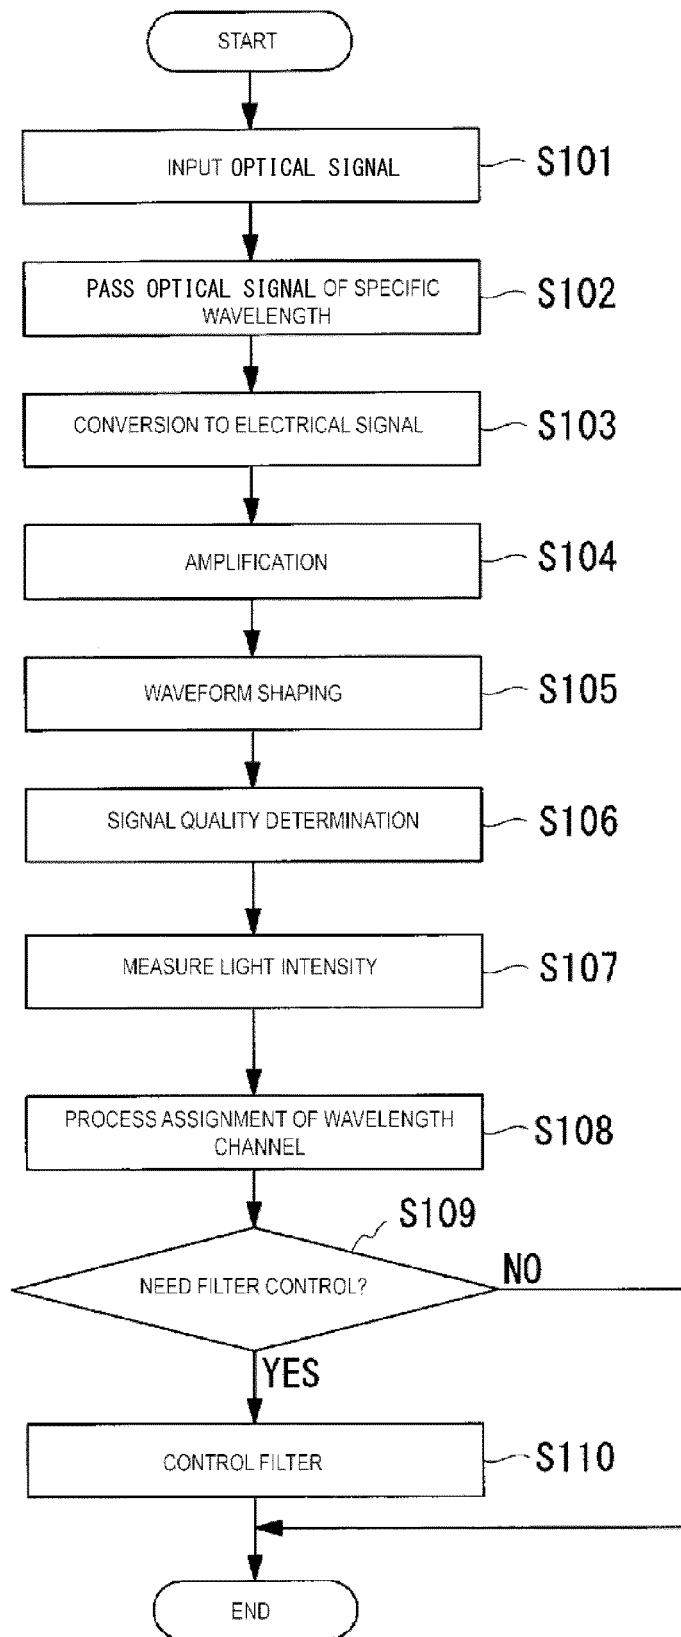 START
INPUT OPTICAL SIGNAL
S101
PASS OPTICAL SIGNAL OF SPECIFIC
WAVELENGTH
S102
CONVERSION TO ELECTRICAL SIGNAL
S103
AMPLIFICATION
S104
WAVEFORM SHAPING
S105
SIGNAL QUALITY DETERMINATION
S106
MEASURE LIGHT INTENSITY
S107
PROCESS ASSIGNMENT OF WAVELENGTH
CHANNEL
S108
S109
NEED FILTER CONTROL?
NO
YES
CONTROL FILTER
S110
END